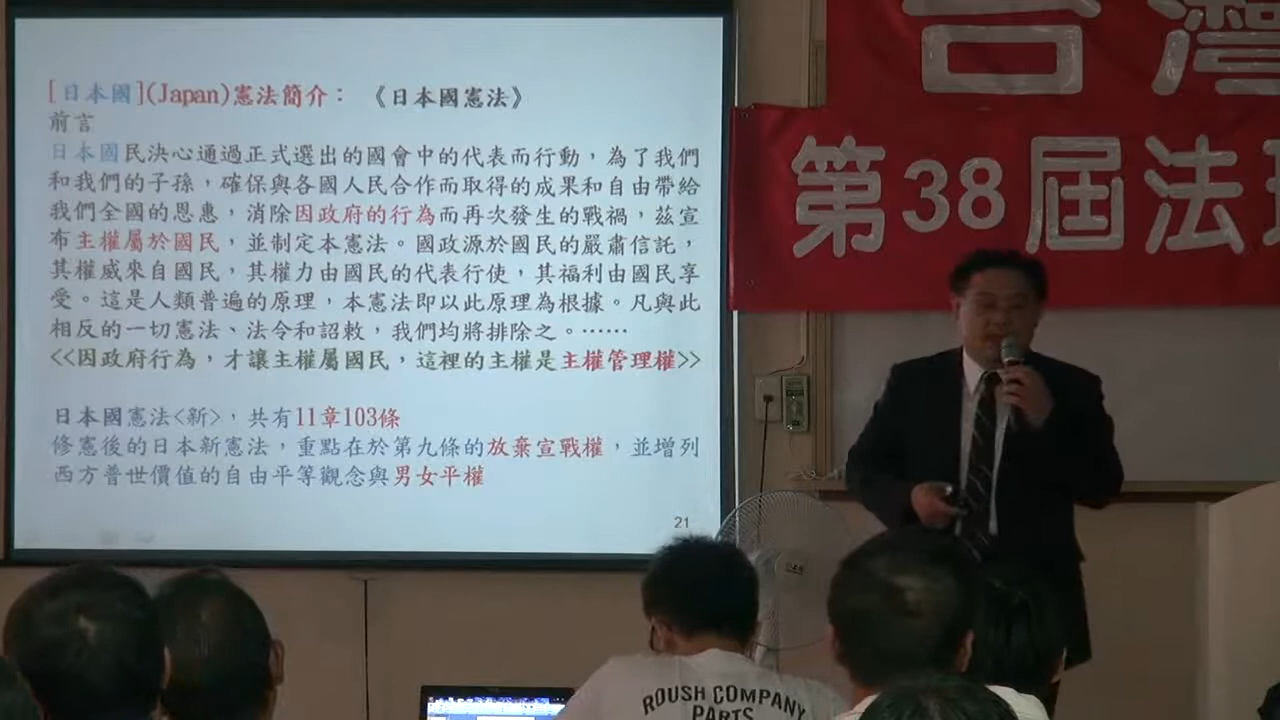 [日本國](Japan)憲法簡介： 《日本國憲法》
前言
日本國民決心通過正式選出的國會中的代表而行動，為了我們
和我們的子孫，確保與各國人民合作而取得的成果和自由帶給
我們全國的恩惠，消除因政府的行為而再次發生的戰禍，茲宣
布主權屬於國民，並制定本憲法。國政源於國民的嚴肅信託，
其權威來自國民，其權力由國民的代表行使，其福利由國民享
受。這是人類普遍的原理，本憲法即以此原理為根據。凡與此
相反的一切憲法、法令和詔敕，我們均將排除之。……
<<因政府行為，才讓主權屬國民，這裡的主權是主權管理權>>
日本國憲法<新>，共有11章103條
修憲後的日本新憲法，重點在於第九條的放棄宣戰權，並增列
西方普世價值的自由平等觀念與男女平權
21
台灣
第38屆法理
ROUSH COMPANY
PARTS